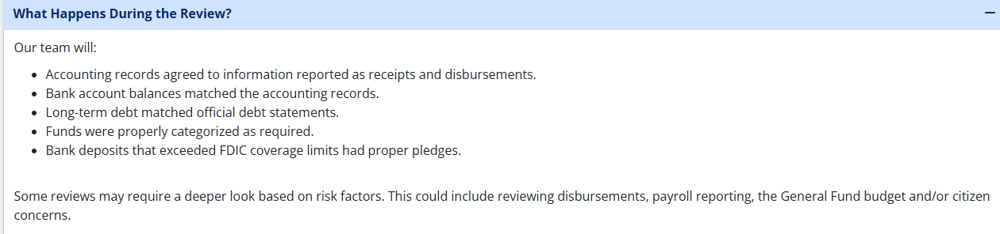 What Happens During the Review?
Our team will:
Accounting records agreed to information reported as receipts and disbursements.
Bank account balances matched the accounting records.
Long-term debt matched official debt statements.
Funds were properly categorized as required.
Bank deposits that exceeded FDIC coverage limits had proper pledges.
Some reviews may require a deeper look based on risk factors. This could include reviewing disbursements, payroll reporting, the General Fund budget and/or citizen
concerns.